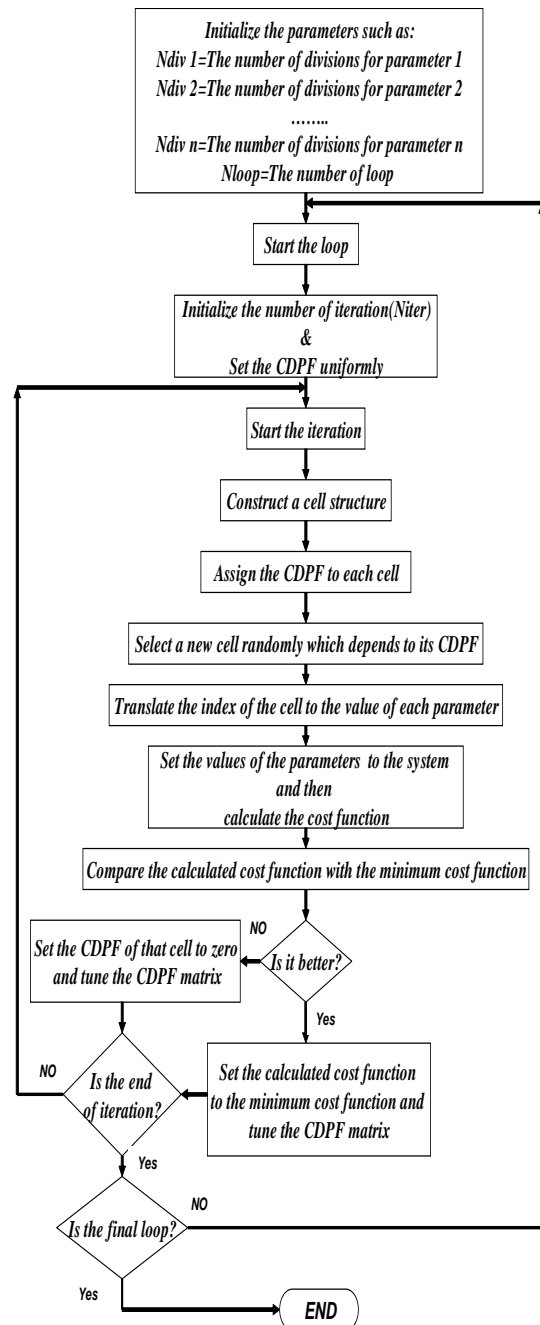 Initialize the parameters such as:
Ndiv 1=The number of divisions for parameter 1
Ndiv 2=The number of divisions for parameter 2
........
Ndiv n=The number of divisions for parameter n
Nloop=The number of loop
Start the loop
Initialize the number of iteration(Niter)
&
Set the CDPF uniformly
Start the iteration
Construct a cell structure
Assign the CDPF to each cell
Select a new cell randomly which depends to its CDPF
Translate the index of the cell to the value of each parameter
Set the values of the parameters to the system
and then
calculate the cost function
Compare the calculated cost function with the minimum cost function
NO
Is it better?
Set the CDPF of that cell to zero
and tune the CDPF matrix
Yes
Set the calculated cost function
to the minimum cost function and
tune the CDPF matrix
NO
Is the end
of iteration?
Yes
NO
Is the final loop?
Yes
END